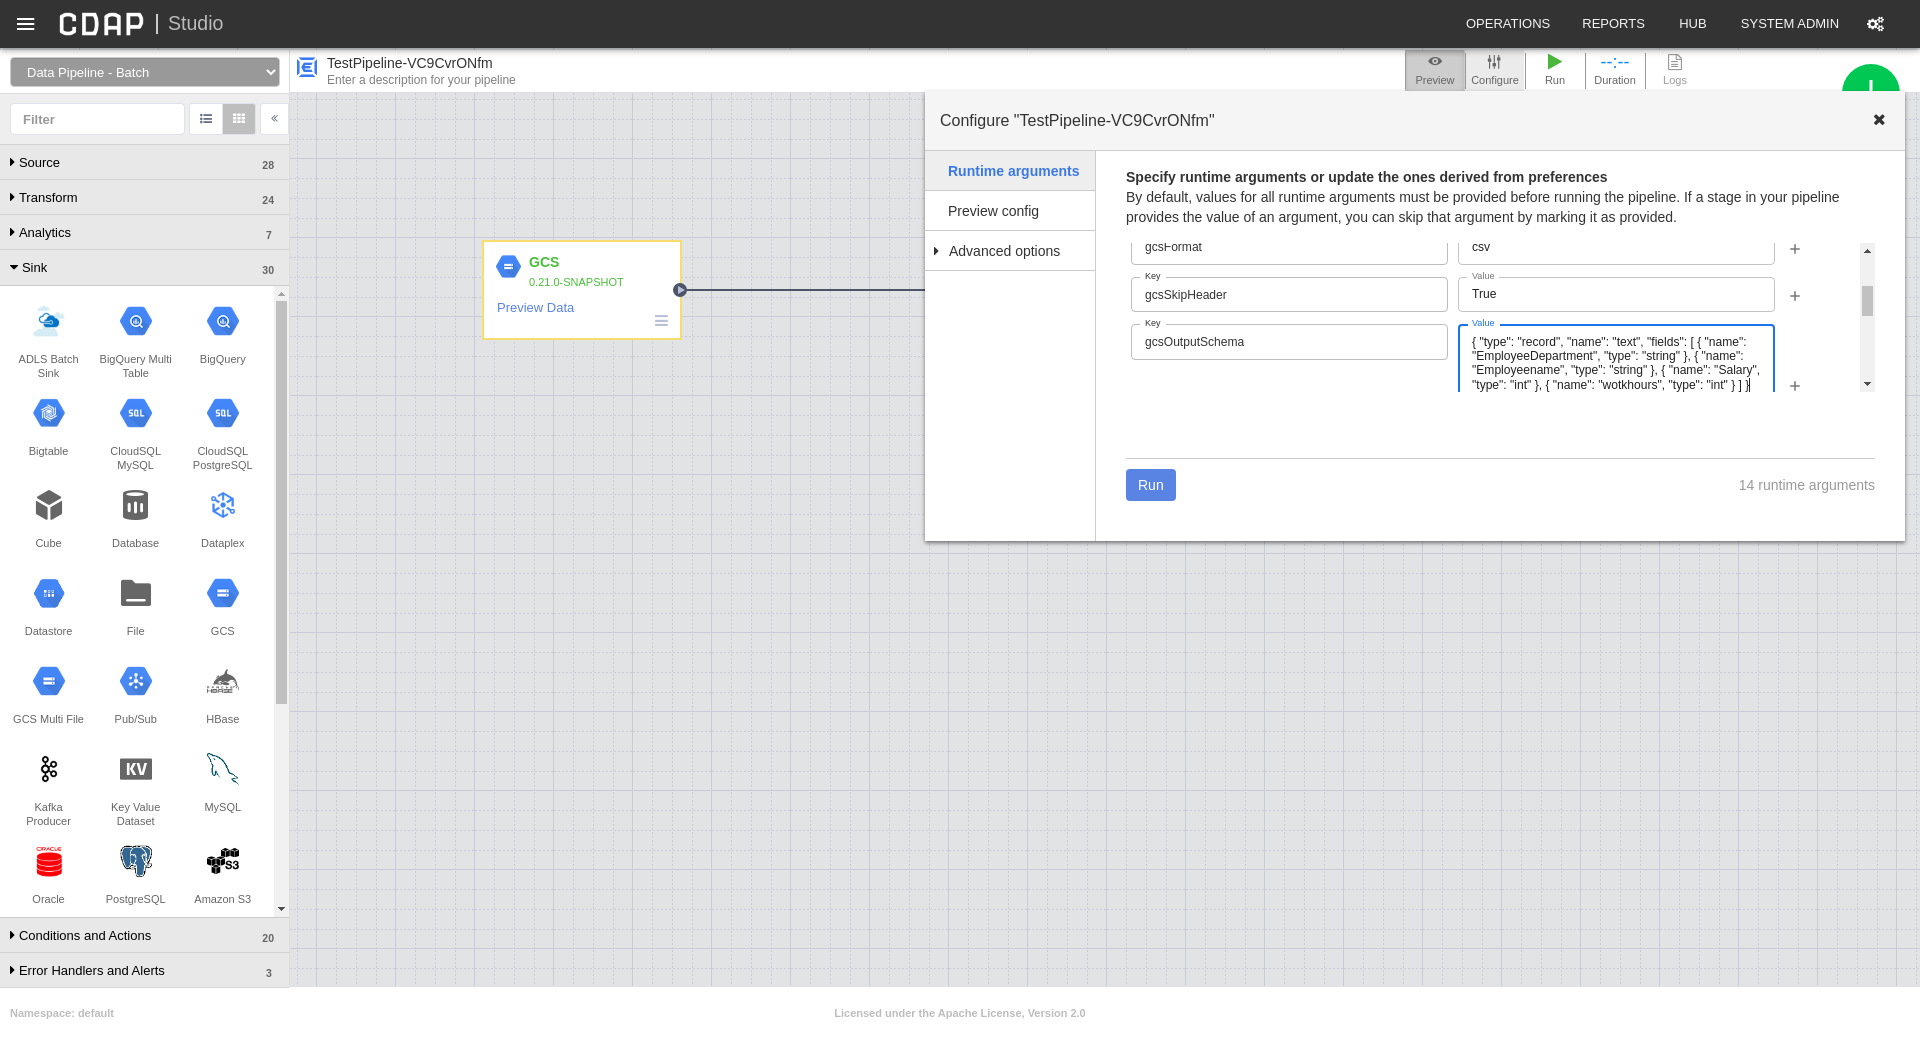 CDAP | Studio
OPERATIONS
REPORTS
HUB
SYSTEM ADMIN
Data Pipeline - Batch
TestPipeline-VC9CvrONfm
Enter a description for your pipeline
Preview
Configure
Run
--:--
Duration
Logs
Filter
Source 28
Transform 24
Analytics 7
Sink 30
ADLS Batch
Sink
BigQuery Multi
Table
BigQuery
Bigtable
SQL
CloudSQL
MySQL
SQL
CloudSQL
PostgreSQL
Cube
Database
Dataplex
Datastore
File
GCS
GCS Multi File
Pub/Sub
HBASE
HBase
Kafka
Producer
KV
Key Value
Dataset
MySQL
ORACLE
Oracle
PostgreSQL
S3
Amazon S3
Conditions and Actions 20
Error Handlers and Alerts 3
GCS
0.21.0-SNAPSHOT
Preview Data
Configure "TestPipeline-VC9CvrONfm"
Runtime arguments
Preview config
Advanced options
Specify runtime arguments or update the ones derived from preferences
By default, values for all runtime arguments must be provided before running the pipeline. If a stage in your pipeline
provides the value of an argument, you can skip that argument by marking it as provided.
gcsFormat
csv
Key
gcsSkipHeader
Value
True
Key
gcsOutputSchema
Value
{ "type": "record", "name": "text", "fields": [ { "name":
"EmployeeDepartment", "type": "string" }, { "name":
"Employeename", "type": "string" }, { "name": "Salary",
"type": "int" }, { "name": "wotkhours", "type": "int" } ] }
Run
14 runtime arguments
Namespace: default
Licensed under the Apache License, Version 2.0